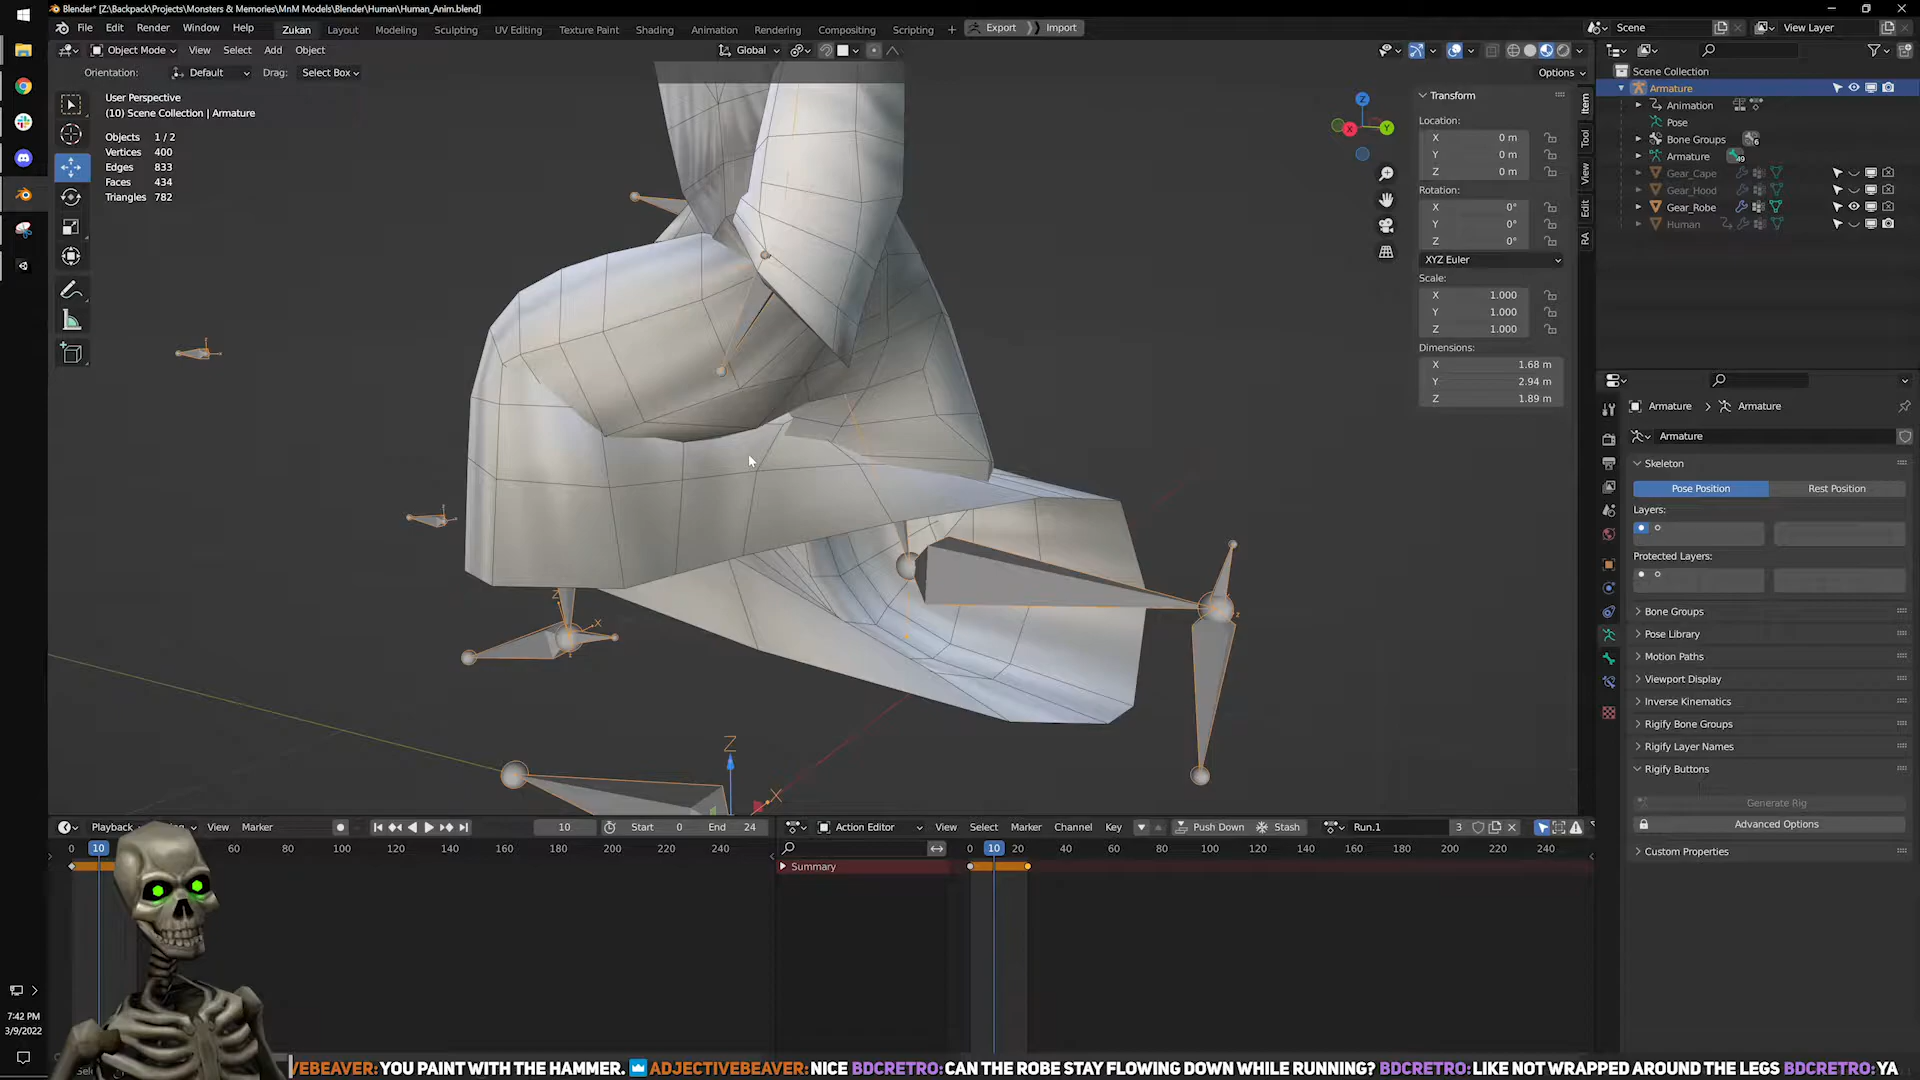 Blender* [Z:\Backpack\Projects\Monsters & Memories\MnM Models\Blender\Human\Human_Anim.blend]
File Edit Render Window Help Zukan Layout Modeling Sculpting UV Editing Texture Paint Shading Animation Rendering Compositing Scripting + Export Import Scene View Layer
Object Mode View Select Add Object Global
Orientation: Default Drag: Select Box Options
User Perspective
(10) Scene Collection | Armature
Objects 1 / 2
Vertices 400
Edges 833
Faces 434
Triangles 782
Z
Y
X
Transform
Location:
X 0 m
Y 0 m
Z 0 m
Rotation:
X 0°
Y 0°
Z 0°
XYZ Euler
Scale:
X 1.000
Y 1.000
Z 1.000
Dimensions:
X 1.68 m
Y 2.94 m
Z 1.89 m
Item
Tool
View
Edit
RA
Scene Collection
Armature
Animation
Pose
Bone Groups 6
Armature 49
Gear_Cape
Gear_Hood
Gear_Robe
Human
Armature > Armature
Armature
Skeleton
Pose Position Rest Position
Layers:
Protected Layers:
Bone Groups
Pose Library
Motion Paths
Viewport Display
Inverse Kinematics
Rigify Bone Groups
Rigify Layer Names
Rigify Buttons
Generate Rig
Advanced Options
Custom Properties
Z
X
Playback View Marker 10 Start 0 End 24
0 10 60 80 100 120 140 160 180 200 220 240
Action Editor View Select Marker Channel Key Push Down Stash Run.1 3
0 10 20 40 60 80 100 120 140 160 180 200 220 240
Summary
7:42 PM
3/9/2022
VEBEAVER: YOU PAINT WITH THE HAMMER. ADJECTIVEBEAVER: NICE BDCRETRO: CAN THE ROBE STAY FLOWING DOWN WHILE RUNNING? BDCRETRO: LIKE NOT WRAPPED AROUND THE LEGS BDCRETRO: YA